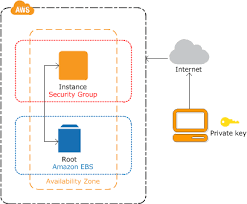 AWS
Internet
Instance
Security Group
Private key
Root
Amazon EBS
Availability Zone